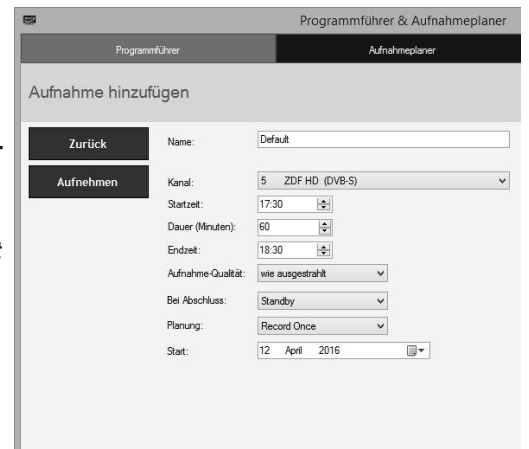 Programmführer & Aufnahmeplaner
Programmführer
Aufnahmeplaner
Aufnahme hinzufügen
Zurück
Aufnehmen
Name: Default
Kanal: 5 ZDF HD (DVB-S)
Startzeit: 17:30
Dauer (Minuten): 60
Endzeit: 18:30
Aufnahme-Qualität: wie ausgestrahlt
Bei Abschluss: Standby
Planung: Record Once
Start: 12 April 2016